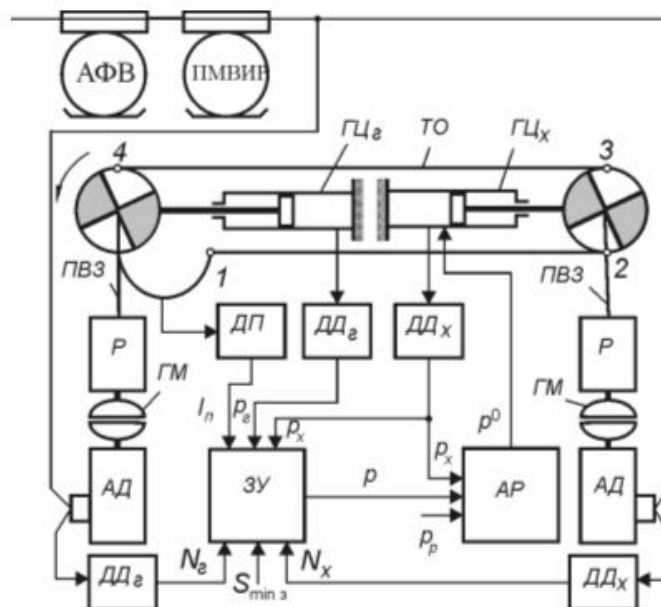 АФВ ПМВИР
4 ГЦг ТО ГЦх 3
1 2
ПВЗ ПВЗ
ДП ДДг ДДх
Р Р
ГМ ГМ
lп pг pх p⁰
АД ЗУ p pх АР АД
pр
ДДг Nг Smin з Nх ДДх